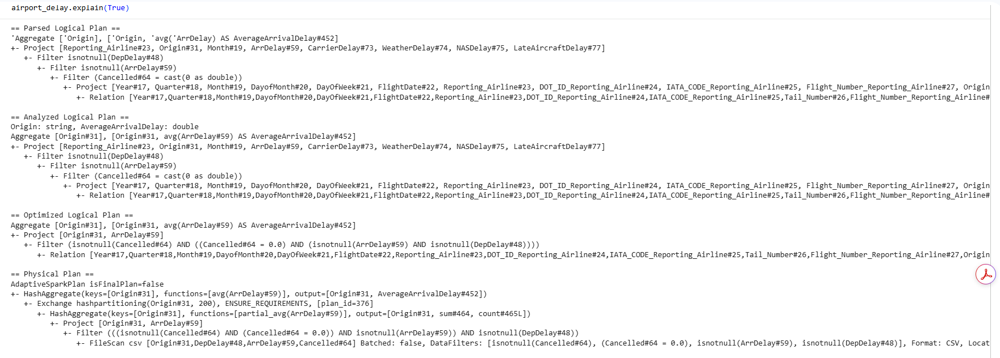 airport_delay.explain(True)
== Parsed Logical Plan ==
'Aggregate ['Origin], ['Origin, 'avg('ArrDelay) AS AverageArrivalDelay#452]
+- Project [Reporting_Airline#23, Origin#31, Month#19, ArrDelay#59, CarrierDelay#73, WeatherDelay#74, NASDelay#75, LateAircraftDelay#77]
   +- Filter isnotnull(DepDelay#48)
      +- Filter isnotnull(ArrDelay#59)
         +- Filter (Cancelled#64 = cast(0 as double))
            +- Project [Year#17, Quarter#18, Month#19, DayofMonth#20, DayOfWeek#21, FlightDate#22, Reporting_Airline#23, DOT_ID_Reporting_Airline#24, IATA_CODE_Reporting_Airline#25, Flight_Number_Reporting_Airline#27, Origin
               +- Relation [Year#17,Quarter#18,Month#19,DayofMonth#20,DayOfWeek#21,FlightDate#22,Reporting_Airline#23,DOT_ID_Reporting_Airline#24,IATA_CODE_Reporting_Airline#25,Tail_Number#26,Flight_Number_Reporting_Airline#
== Analyzed Logical Plan ==
Origin: string, AverageArrivalDelay: double
Aggregate [Origin#31], [Origin#31, avg(ArrDelay#59) AS AverageArrivalDelay#452]
+- Project [Reporting_Airline#23, Origin#31, Month#19, ArrDelay#59, CarrierDelay#73, WeatherDelay#74, NASDelay#75, LateAircraftDelay#77]
   +- Filter isnotnull(DepDelay#48)
      +- Filter isnotnull(ArrDelay#59)
         +- Filter (Cancelled#64 = cast(0 as double))
            +- Project [Year#17, Quarter#18, Month#19, DayofMonth#20, DayOfWeek#21, FlightDate#22, Reporting_Airline#23, DOT_ID_Reporting_Airline#24, IATA_CODE_Reporting_Airline#25, Flight_Number_Reporting_Airline#27, Origin
               +- Relation [Year#17,Quarter#18,Month#19,DayofMonth#20,DayOfWeek#21,FlightDate#22,Reporting_Airline#23,DOT_ID_Reporting_Airline#24,IATA_CODE_Reporting_Airline#25,Tail_Number#26,Flight_Number_Reporting_Airline#
== Optimized Logical Plan ==
Aggregate [Origin#31], [Origin#31, avg(ArrDelay#59) AS AverageArrivalDelay#452]
+- Project [Origin#31, ArrDelay#59]
   +- Filter (isnotnull(Cancelled#64) AND ((Cancelled#64 = 0.0) AND (isnotnull(ArrDelay#59) AND isnotnull(DepDelay#48))))
      +- Relation [Year#17,Quarter#18,Month#19,DayofMonth#20,DayOfWeek#21,FlightDate#22,Reporting_Airline#23,DOT_ID_Reporting_Airline#24,IATA_CODE_Reporting_Airline#25,Tail_Number#26,Flight_Number_Reporting_Airline#27,Origin
== Physical Plan ==
AdaptiveSparkPlan isFinalPlan=false
+- HashAggregate(keys=[Origin#31], functions=[avg(ArrDelay#59)], output=[Origin#31, AverageArrivalDelay#452])
   +- Exchange hashpartitioning(Origin#31, 200), ENSURE_REQUIREMENTS, [plan_id=376]
      +- HashAggregate(keys=[Origin#31], functions=[partial_avg(ArrDelay#59)], output=[Origin#31, sum#464, count#465L])
         +- Project [Origin#31, ArrDelay#59]
            +- Filter (((isnotnull(Cancelled#64) AND (Cancelled#64 = 0.0)) AND isnotnull(ArrDelay#59)) AND isnotnull(DepDelay#48))
               +- FileScan csv [Origin#31,DepDelay#48,ArrDelay#59,Cancelled#64] Batched: false, DataFilters: [isnotnull(Cancelled#64), (Cancelled#64 = 0.0), isnotnull(ArrDelay#59), isnotnull(DepDelay#48)], Format: CSV, Locat